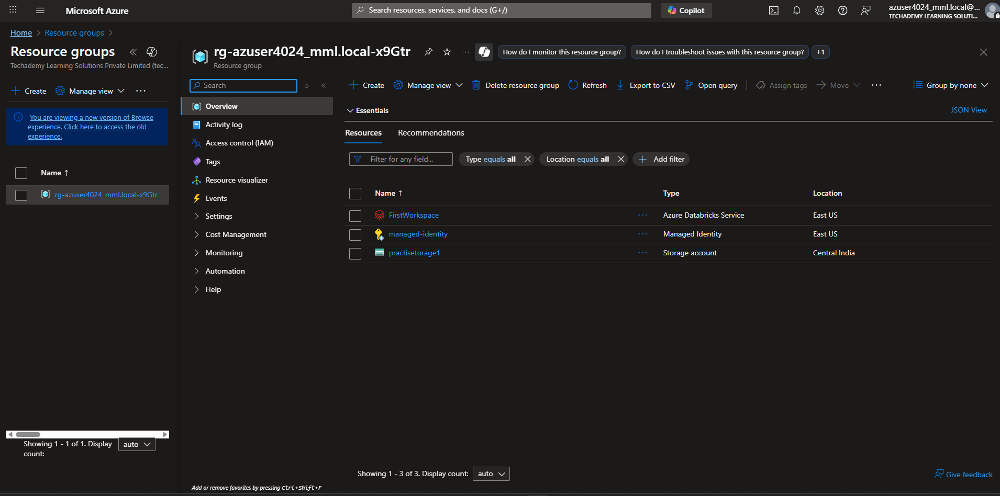 Microsoft Azure
Search resources, services, and docs (G+/)
Copilot
azuser4024_mml.local@...
TECHADEMY LEARNING SOLUTI...
Home
Resource groups
Resource groups
Techademy Learning Solutions Private Limited (tec...
Create
Manage view
You are viewing a new version of Browse
experience. Click here to access the old
experience.
Name ↑
rg-azuser4024_mml.local-x9Gtr
Showing 1 - 1 of 1. Display
count:
auto
rg-azuser4024_mml.local-x9Gtr
Resource group
How do I monitor this resource group?
How do I troubleshoot issues with this resource group?
+1
Search
Overview
Activity log
Access control (IAM)
Tags
Resource visualizer
Events
Settings
Cost Management
Monitoring
Automation
Help
Add or remove favorites by pressing Ctrl+Shift+F
Create
Manage view
Delete resource group
Refresh
Export to CSV
Open query
Assign tags
Move
Group by none
Essentials
JSON View
Resources
Recommendations
Filter for any field...
Type equals all
Location equals all
Add filter
Name ↑ Type Location
FirstWorkspace Azure Databricks Service East US
managed-identity Managed Identity East US
practisetorage1 Storage account Central India
Showing 1 - 3 of 3. Display count:
auto
Give feedback